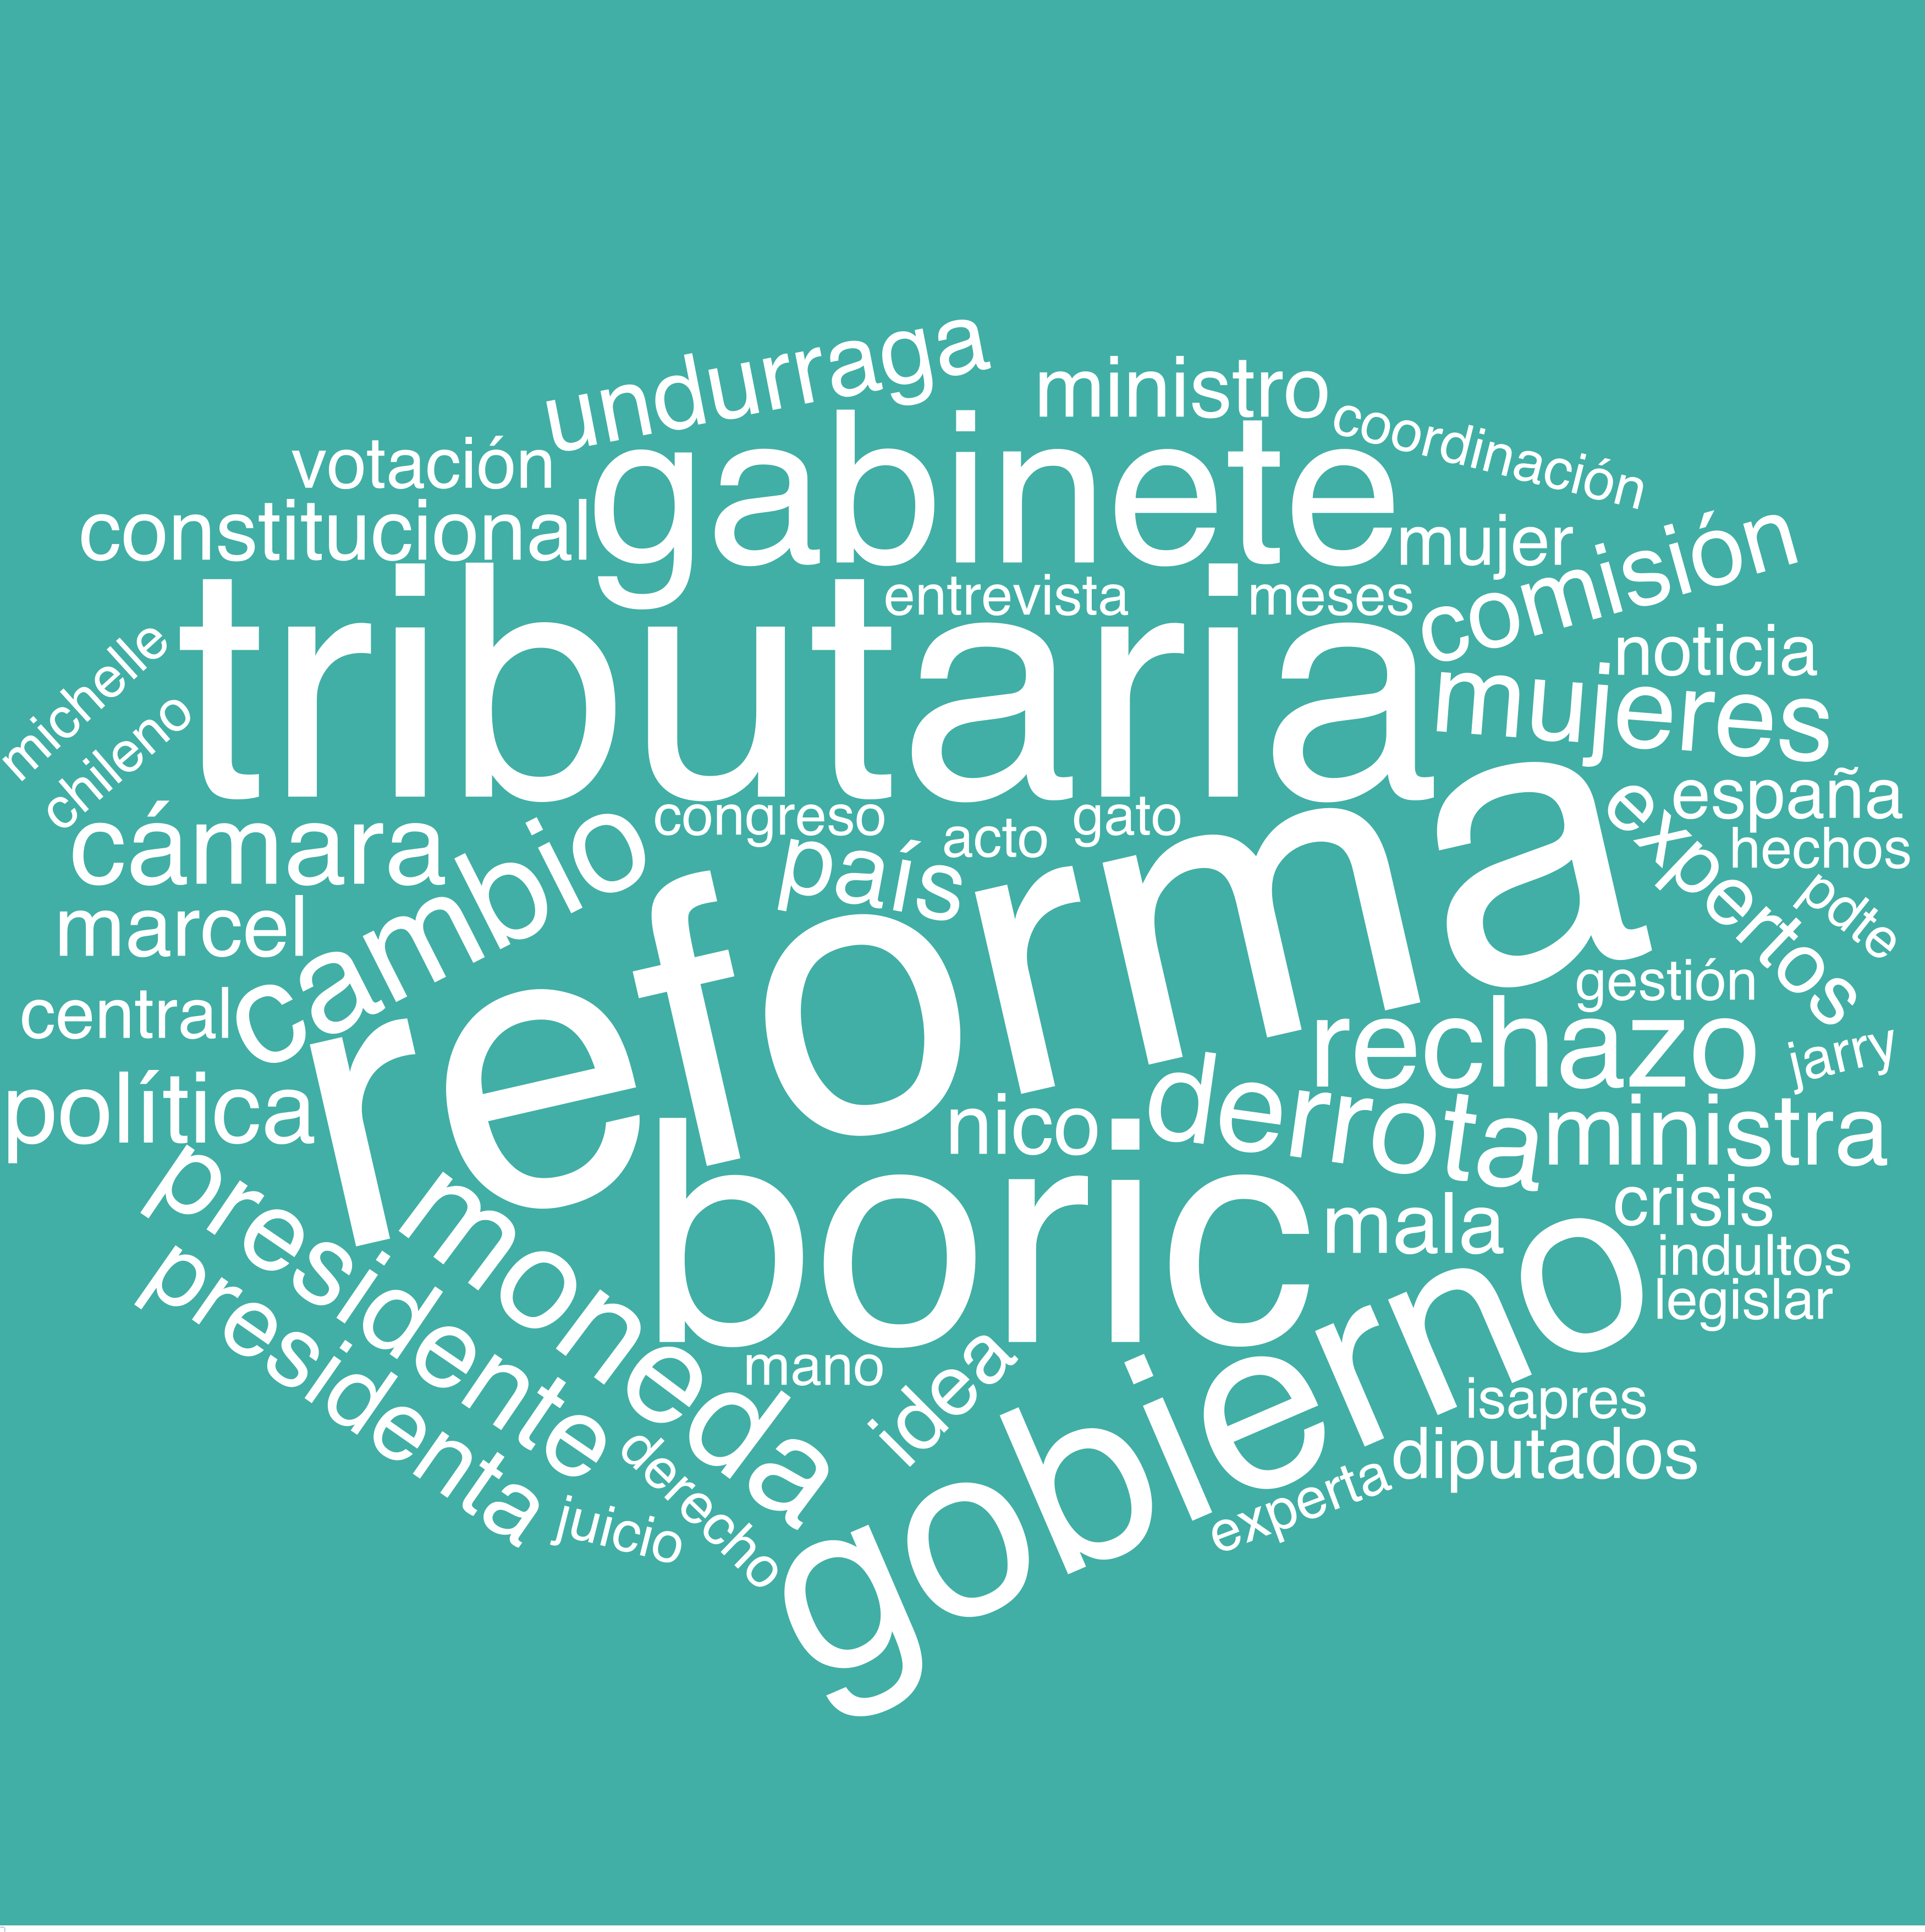 undurraga
ministro
coordinación
votación
gabinete
constitucional
mujer
comisión
entrevista
meses
tributaria
michelle
chileno
noticia
mujeres
españa
cámara
cambio
congreso
acto
gato
país
expertos
hechos
pote
marcel
reforma
central
gestión
rechazo
jarry
política
nico
derrota
ministra
presidente
presidenta
moneda
boric
mala
crisis
indultos
legislar
mano
idea
gobierno
isapres
diputados
derecho
juicio
experta